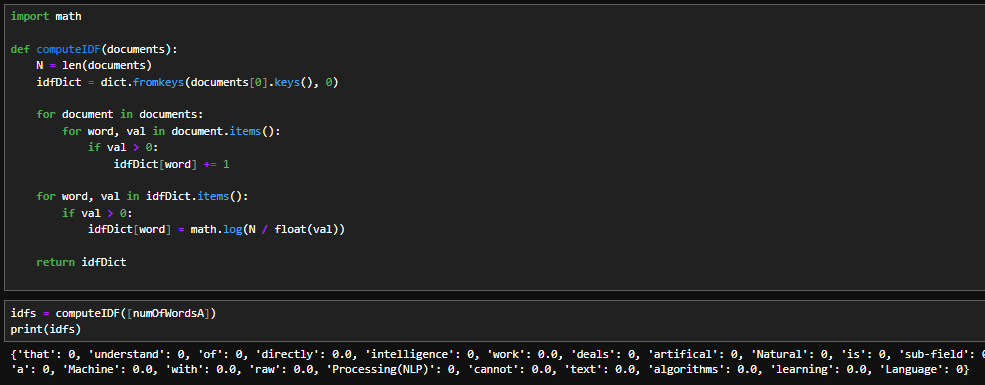 import math
def computeIDF(documents):
    N = len(documents)
    idfDict = dict.fromkeys(documents[0].keys(), 0)
    for document in documents:
        for word, val in document.items():
            if val > 0:
                idfDict[word] += 1
    for word, val in idfDict.items():
        if val > 0:
            idfDict[word] = math.log(N / float(val))
    return idfDict
idfs = computeIDF([numOfWordsA])
print(idfs)
{'that': 0, 'understand': 0, 'of': 0, 'directly': 0.0, 'intelligence': 0, 'work': 0.0, 'deals': 0, 'artifical': 0, 'Natural': 0, 'is': 0, 'sub-field': 0
'a': 0, 'Machine': 0.0, 'with': 0.0, 'raw': 0.0, 'Processing(NLP)': 0, 'cannot': 0.0, 'text': 0.0, 'algorithms': 0.0, 'learning': 0.0, 'Language': 0}